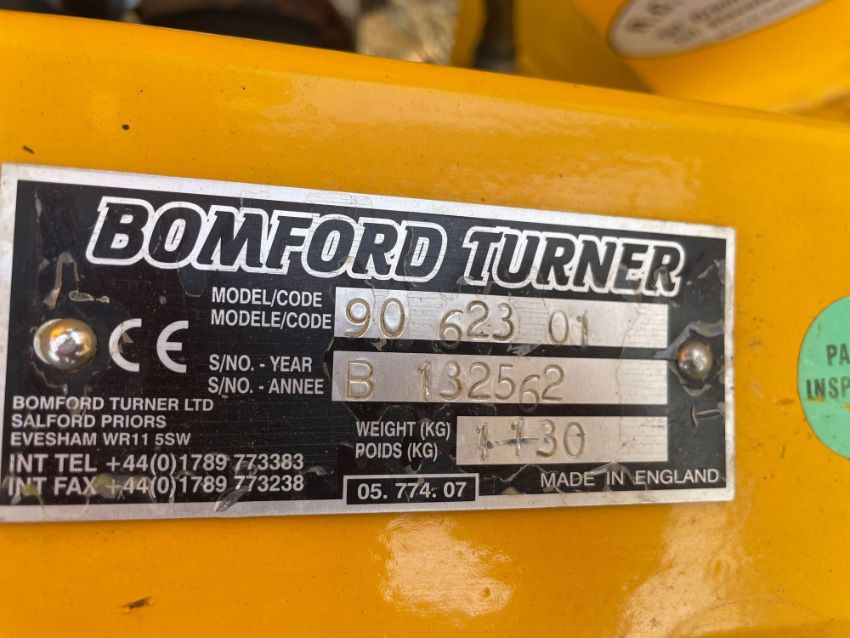 BOMFORD TURNER
MODEL/CODE
MODELE/CODE
90 623 01
S/NO. - YEAR
S/NO. - ANNEE
B 132562
BOMFORD TURNER LTD
SALFORD PRIORS
EVESHAM WR11 5SW
WEIGHT (KG)
POIDS (KG)
1130
INT TEL +44(0)1789 773383
INT FAX +44(0)1789 773238
05. 774. 07
MADE IN ENGLAND
CE
PA
INSP